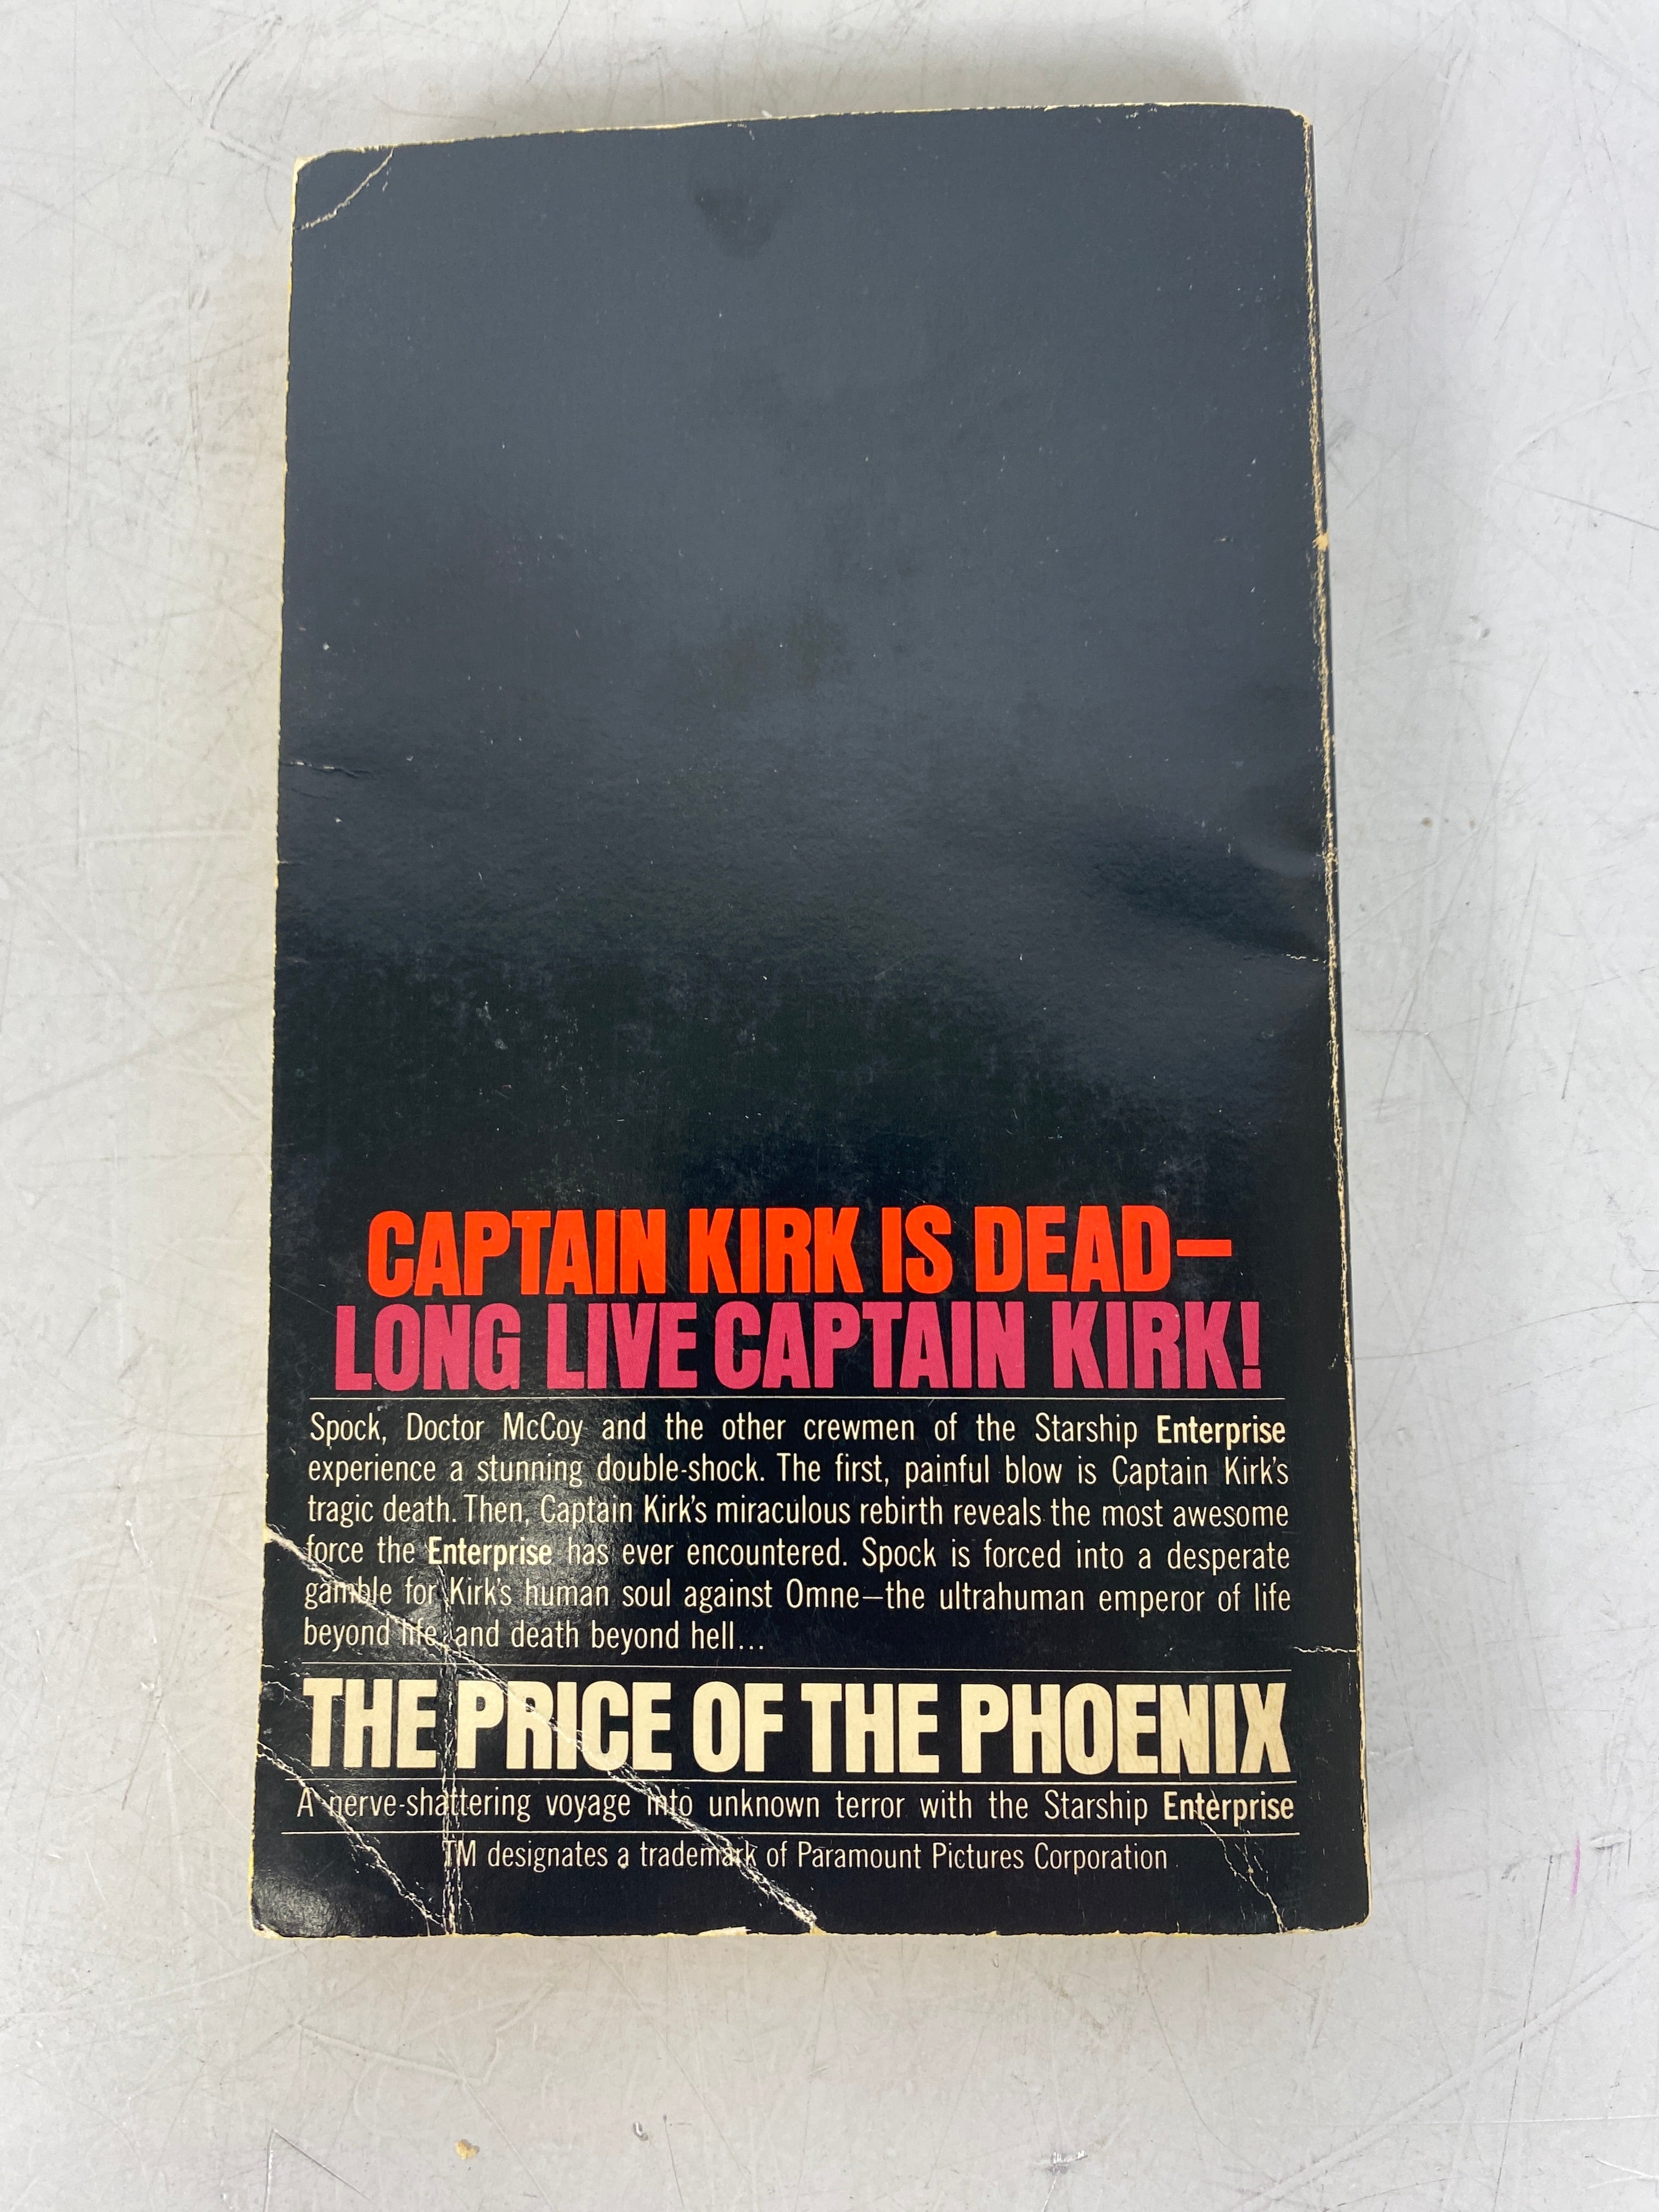 CAPTAIN KIRK IS DEAD—
LONG LIVE CAPTAIN KIRK!
Spock, Doctor McCoy and the other crewmen of the Starship Enterprise
experience a stunning double-shock. The first, painful blow is Captain Kirk's
tragic death. Then, Captain Kirk's miraculous rebirth reveals the most awesome
force the Enterprise has ever encountered. Spock is forced into a desperate
gamble for Kirk's human soul against Omne—the ultrahuman emperor of life
beyond life, and death beyond hell...
THE PRICE OF THE PHOENIX
A nerve-shattering voyage into unknown terror with the Starship Enterprise
TM designates a trademark of Paramount Pictures Corporation